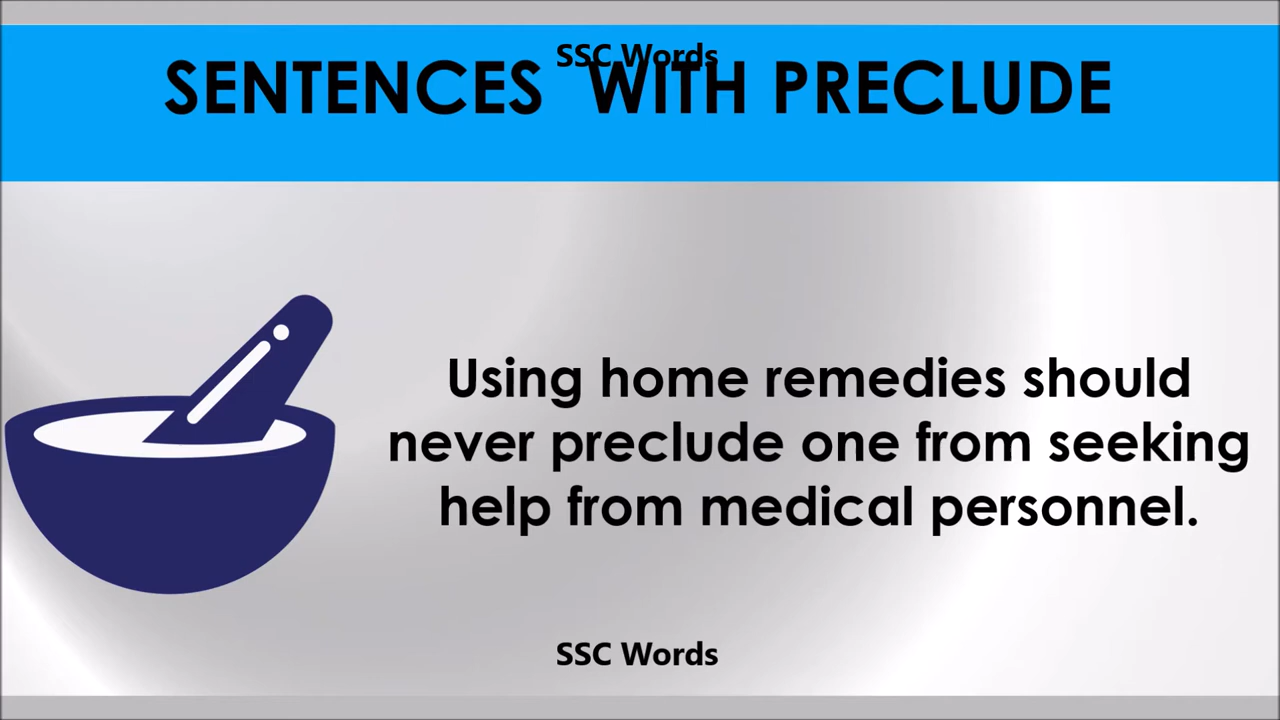 SSC Words
SENTENCES WITH PRECLUDE
Using home remedies should
never preclude one from seeking
help from medical personnel.
SSC Words